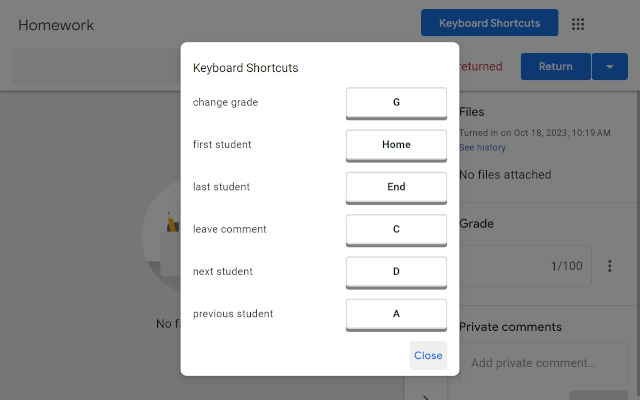 Homework
Keyboard Shortcuts
returned
Return
Keyboard Shortcuts
change grade
G
first student
Home
last student
End
leave comment
C
next student
D
previous student
A
Close
Files
Turned in on Oct 18, 2023, 10:19 AM
See history
No files attached
Grade
1/100
Private comments
Add private comment...
No fi